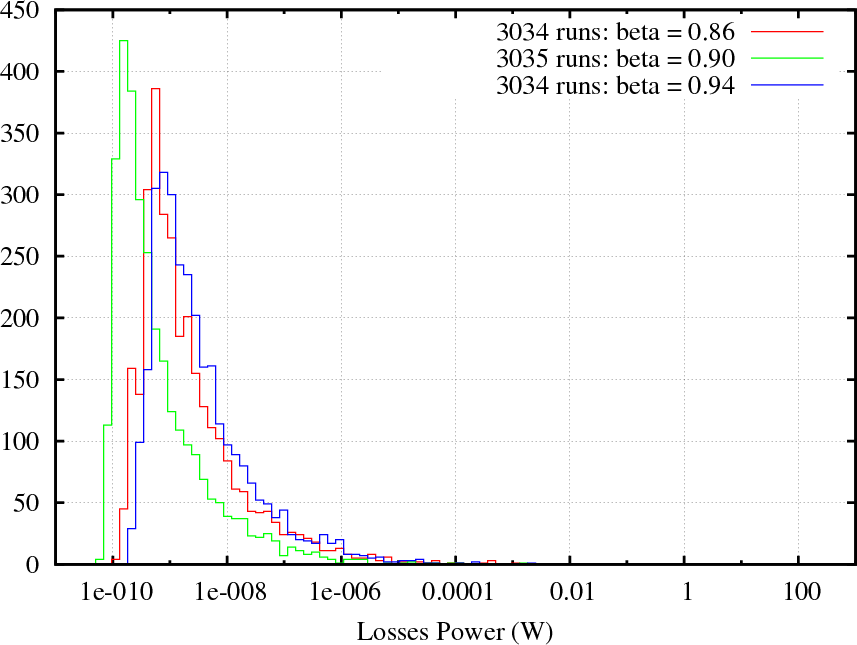 3034 runs: beta = 0.86
3035 runs: beta = 0.90
3034 runs: beta = 0.94
450
400
350
300
250
200
150
100
50
0
1e-010 1e-008 1e-006 0.0001 0.01 1 100
Losses Power (W)